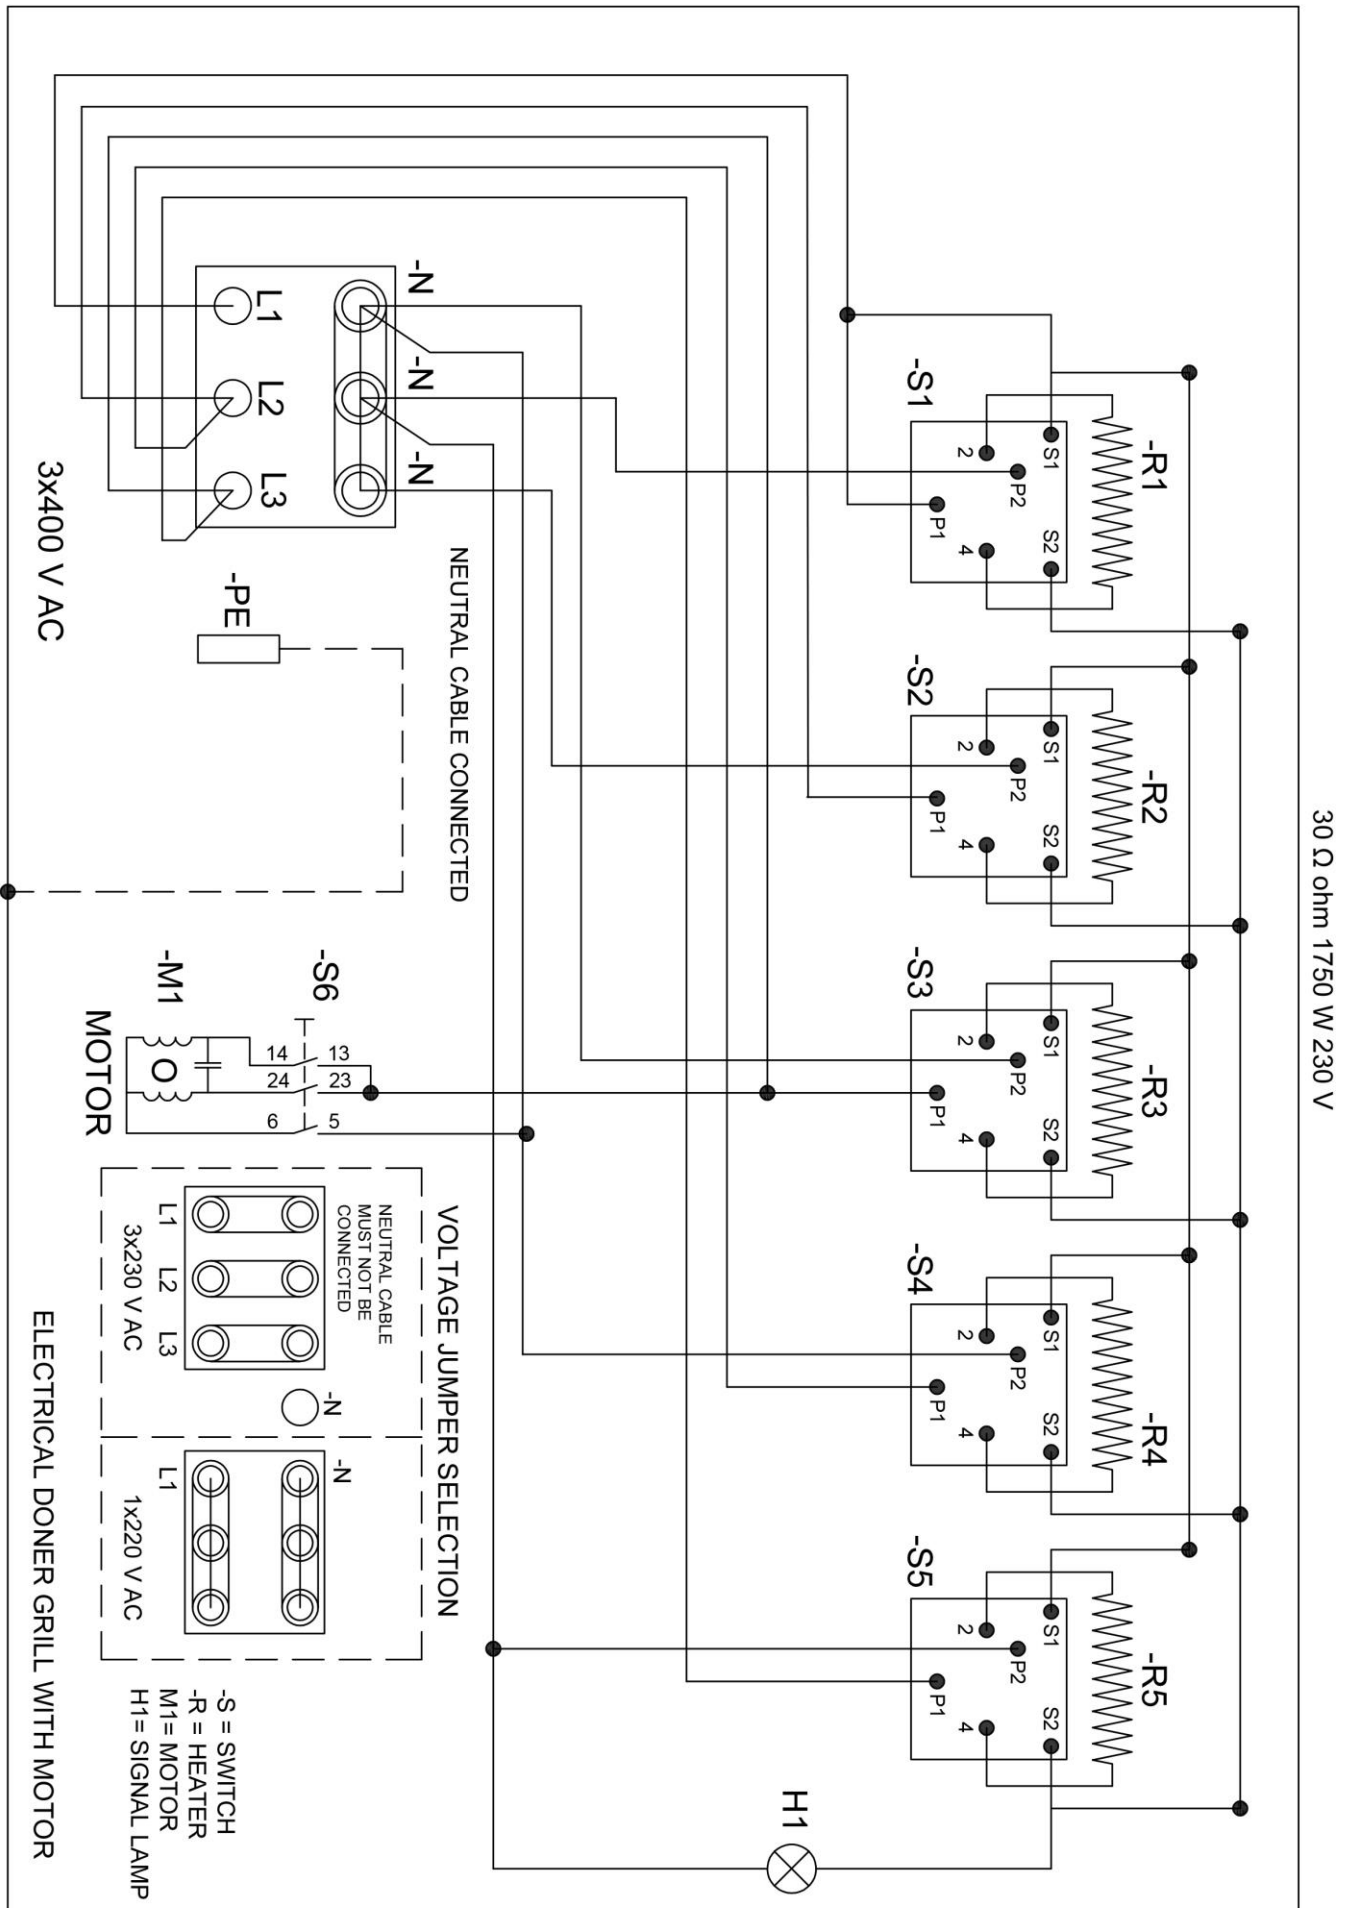 30 Ω ohm 1750 W 230 V
-R1
-R2
-R3
-R4
-R5
S1
P2
S2
2
P1
4
S1
P2
S2
2
P1
4
S1
P2
S2
2
P1
4
S1
P2
S2
2
P1
4
S1
P2
S2
2
P1
4
-S1
-S2
-S3
-S4
-S5
H1
NEUTRAL CABLE CONNECTED
-N
-N
-N
L1
L2
L3
3x400 V AC
-PE
-S6
13
14
23
24
5
6
-M1
O
MOTOR
VOLTAGE JUMPER SELECTION
NEUTRAL CABLE
MUST NOT BE
CONNECTED
-N
L1
L2
L3
3x230 V AC
-N
L1
1x220 V AC
-S = SWITCH
-R = HEATER
M1= MOTOR
H1= SIGNAL LAMP
ELECTRICAL DONER GRILL WITH MOTOR